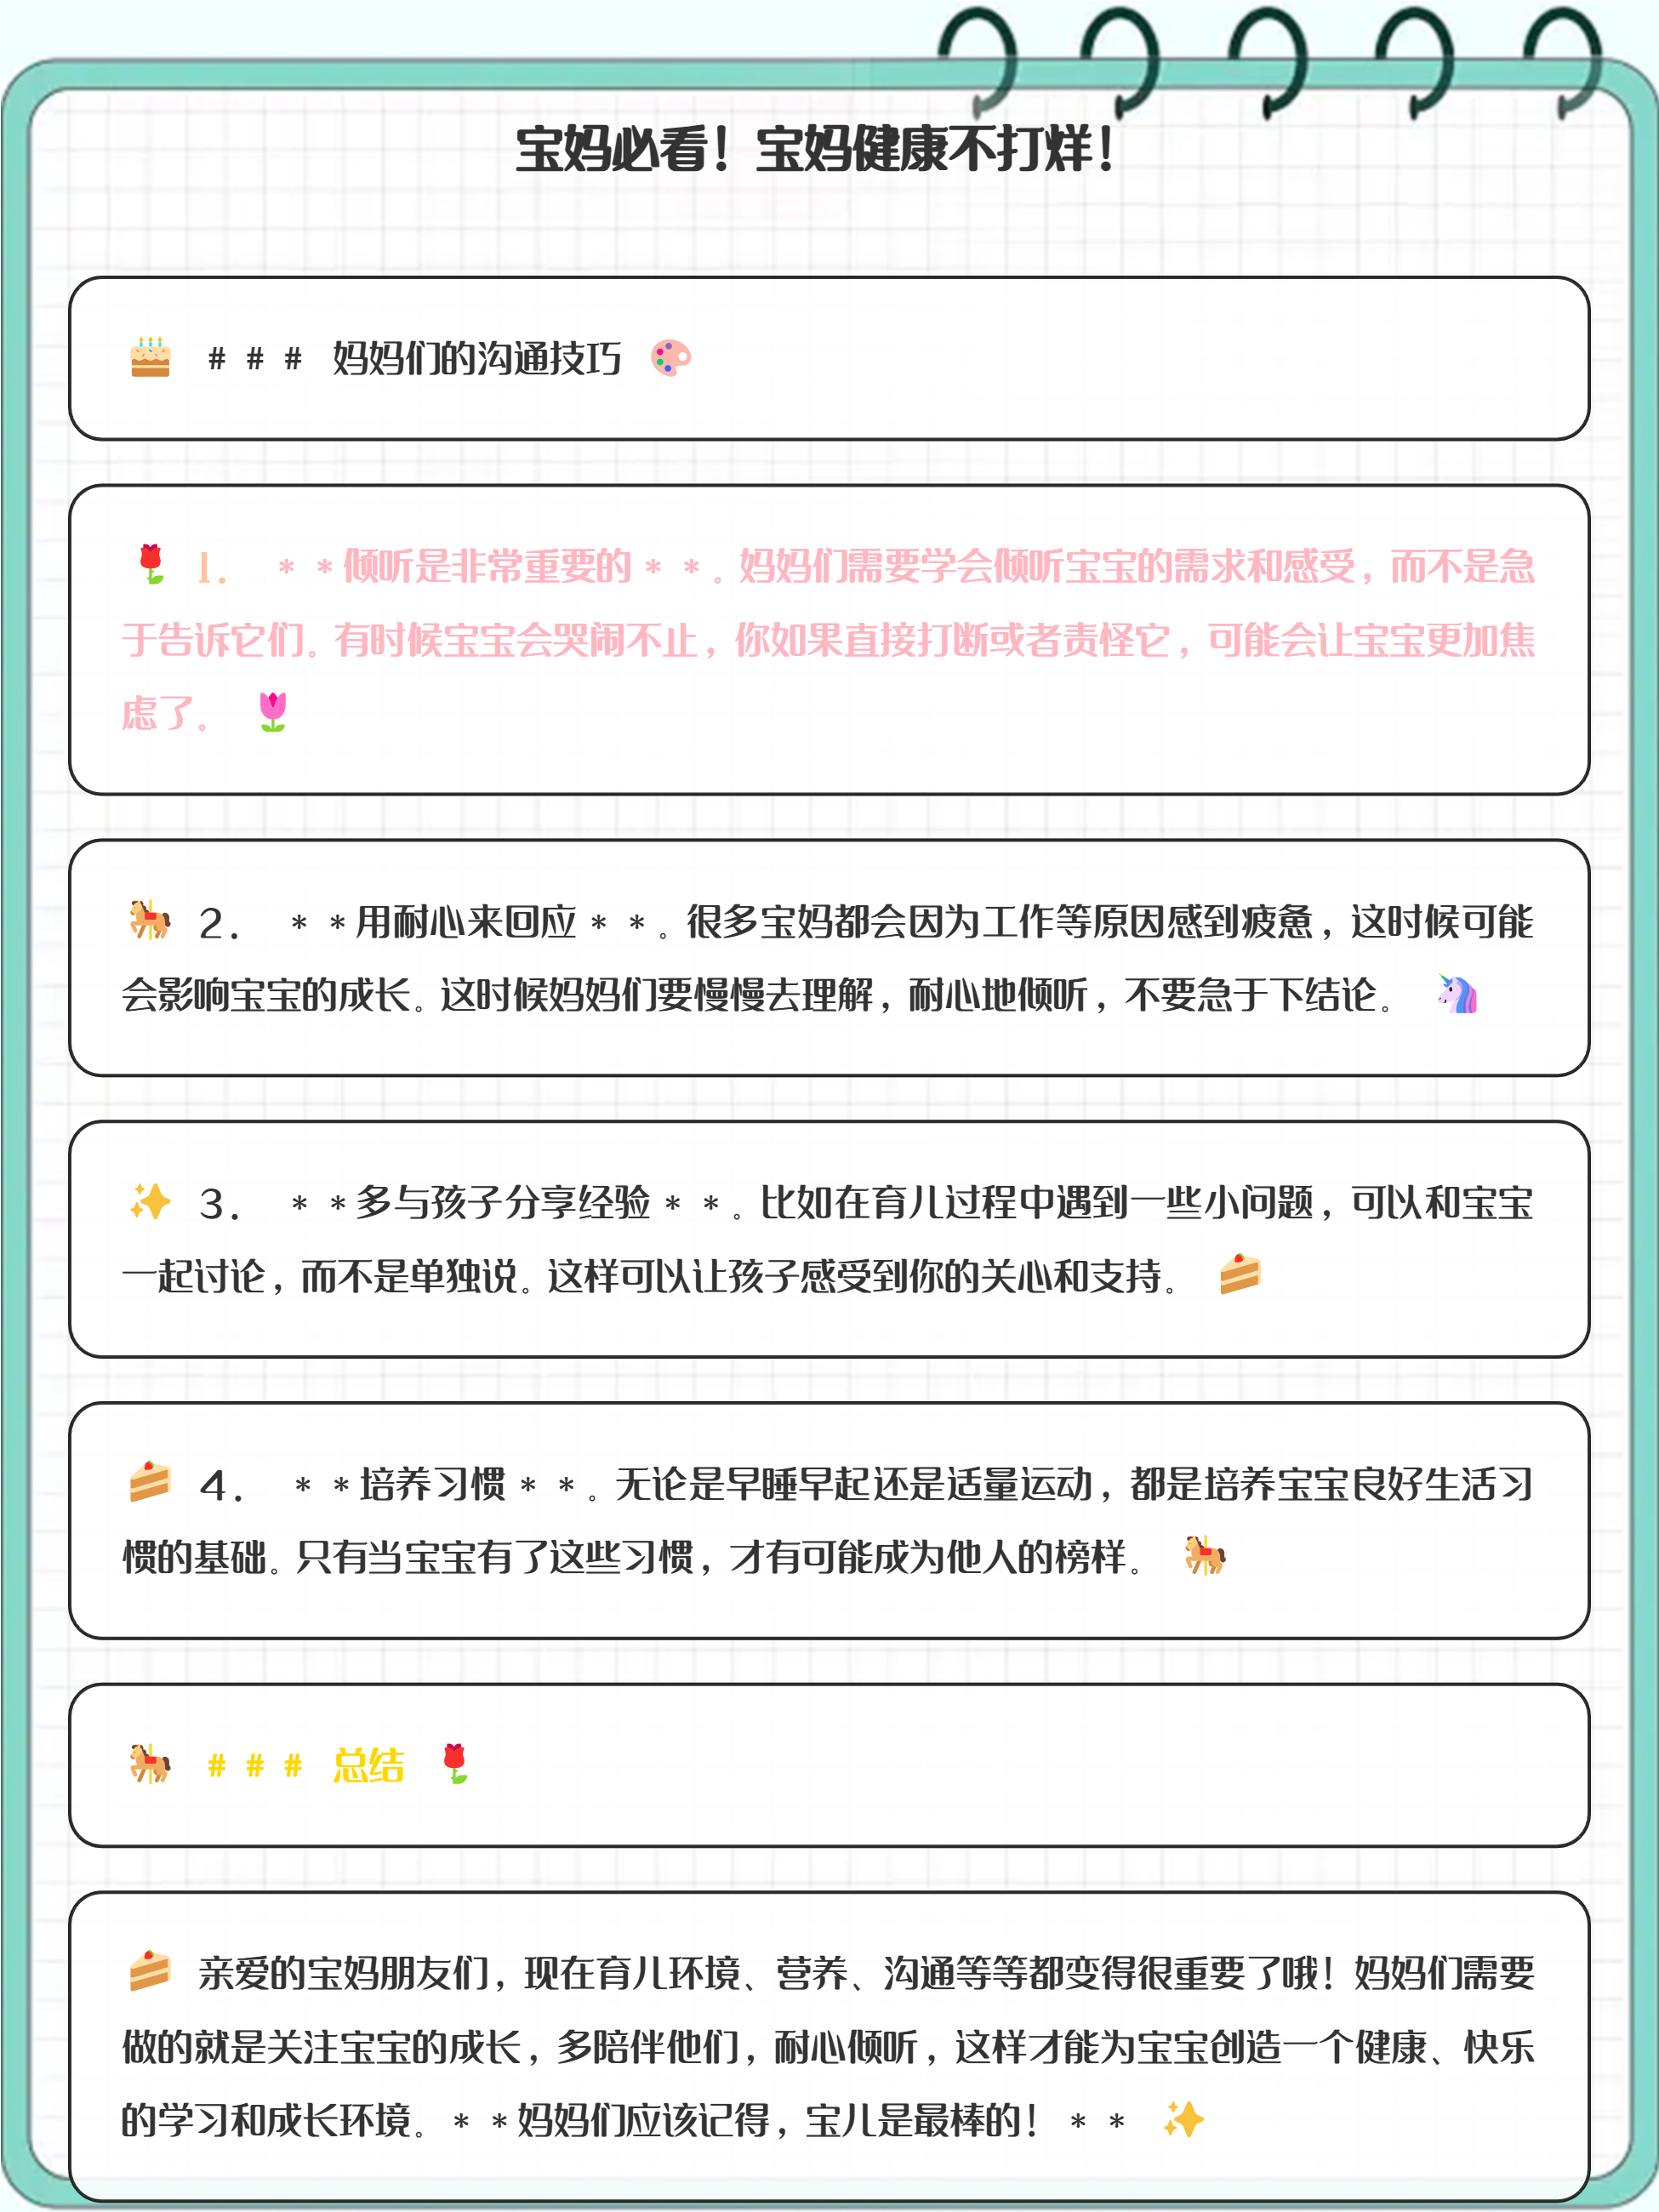 宝妈必看！宝妈健康不打烊！
🎂 ### 妈妈们的沟通技巧 🎨
🌹 1. **倾听是非常重要的**。妈妈们需要学会倾听宝宝的需求和感受，而不是急
于告诉它们。有时候宝宝会哭闹不止，你如果直接打断或者责怪它，可能会让宝宝更加焦
虑了。 🌷
🎠 2. **用耐心来回应**。很多宝妈都会因为工作等原因感到疲惫，这时候可能
会影响宝宝的成长。这时候妈妈们要慢慢去理解，耐心地倾听，不要急于下结论。 🦄
✨ 3. **多与孩子分享经验**。比如在育儿过程中遇到一些小问题，可以和宝宝
一起讨论，而不是单独说。这样可以让孩子感受到你的关心和支持。 🍰
🍰 4. **培养习惯**。无论是早睡早起还是适量运动，都是培养宝宝良好生活习
惯的基础。只有当宝宝有了这些习惯，才有可能成为他人的榜样。 🎠
🎠 ### 总结 🌹
🍰 亲爱的宝妈朋友们，现在育儿环境、营养、沟通等等都变得很重要了哦！妈妈们需要
做的就是关注宝宝的成长，多陪伴他们，耐心倾听，这样才能为宝宝创造一个健康、快乐
的学习和成长环境。**妈妈们应该记得，宝儿是最棒的！** ✨